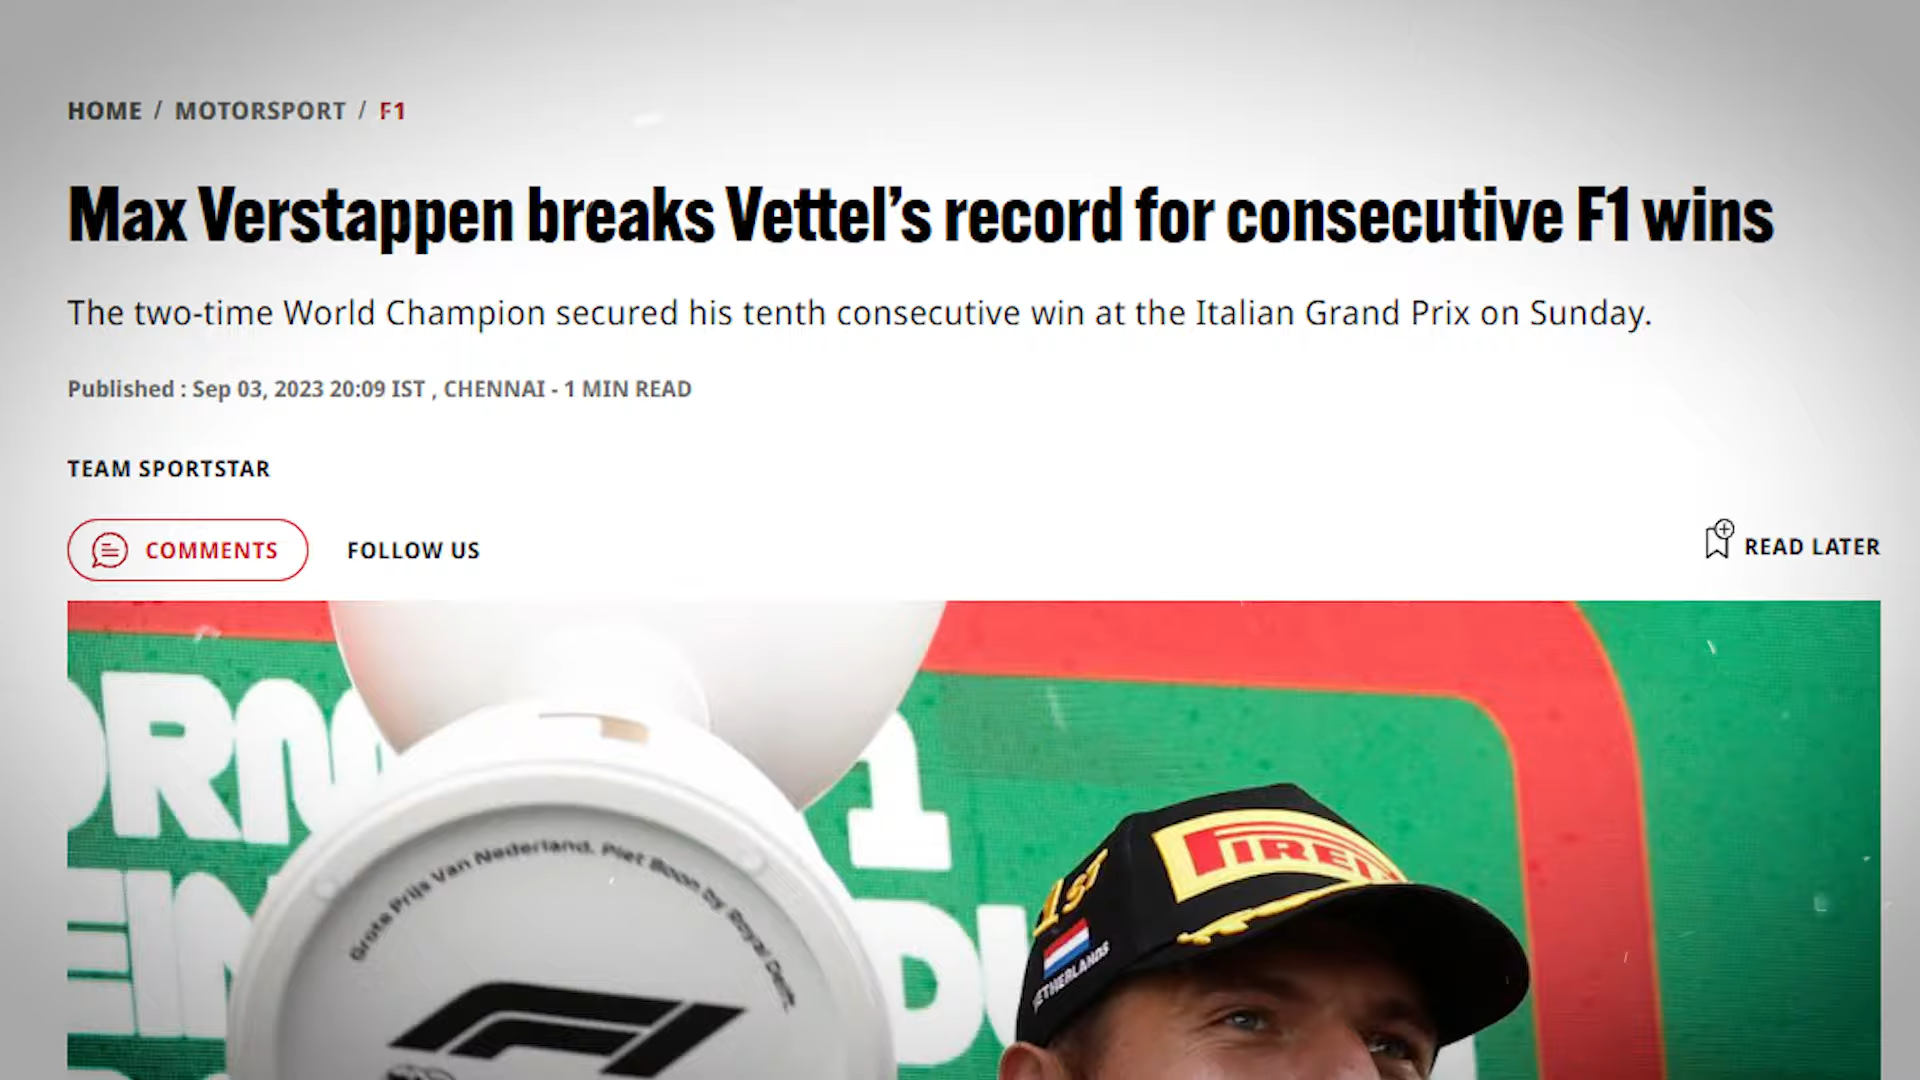 HOME / MOTORSPORT / F1
Max Verstappen breaks Vettel’s record for consecutive F1 wins
The two-time World Champion secured his tenth consecutive win at the Italian Grand Prix on Sunday.
Published : Sep 03, 2023 20:09 IST , CHENNAI - 1 MIN READ
TEAM SPORTSTAR
COMMENTS
FOLLOW US
READ LATER
1
Grote Prijs Van Nederland. Piet Boon by Royal Delft.
1st
PIRELLI
NETHERLANDS
F1